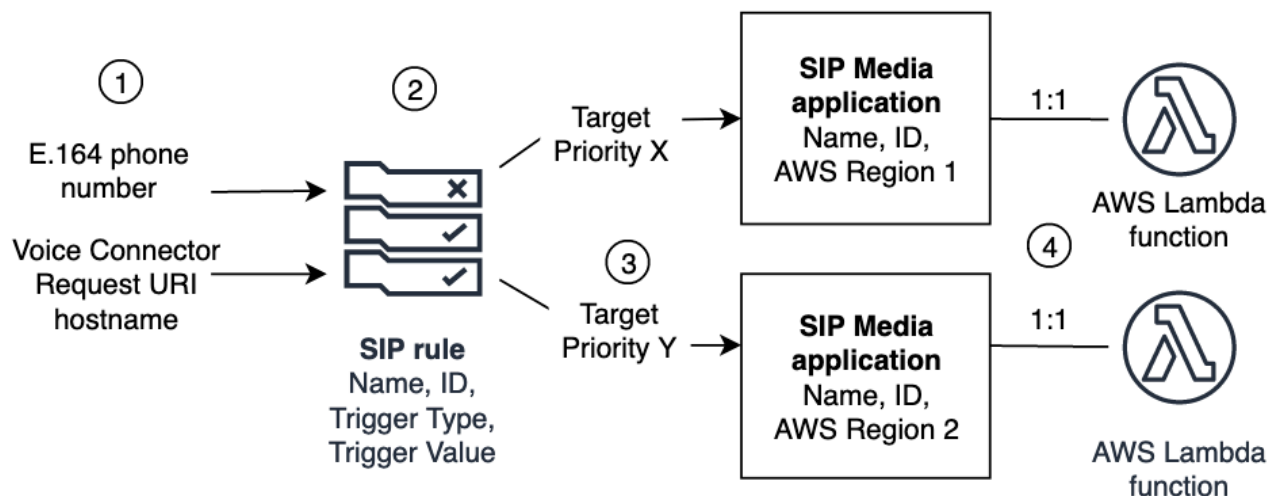 1
E.164 phone
number
Voice Connector
Request URI
hostname
2
SIP rule
Name, ID,
Trigger Type,
Trigger Value
Target
Priority X
3
Target
Priority Y
SIP Media
application
Name, ID,
AWS Region 1
SIP Media
application
Name, ID,
AWS Region 2
1:1
AWS Lambda
function
4
1:1
AWS Lambda
function